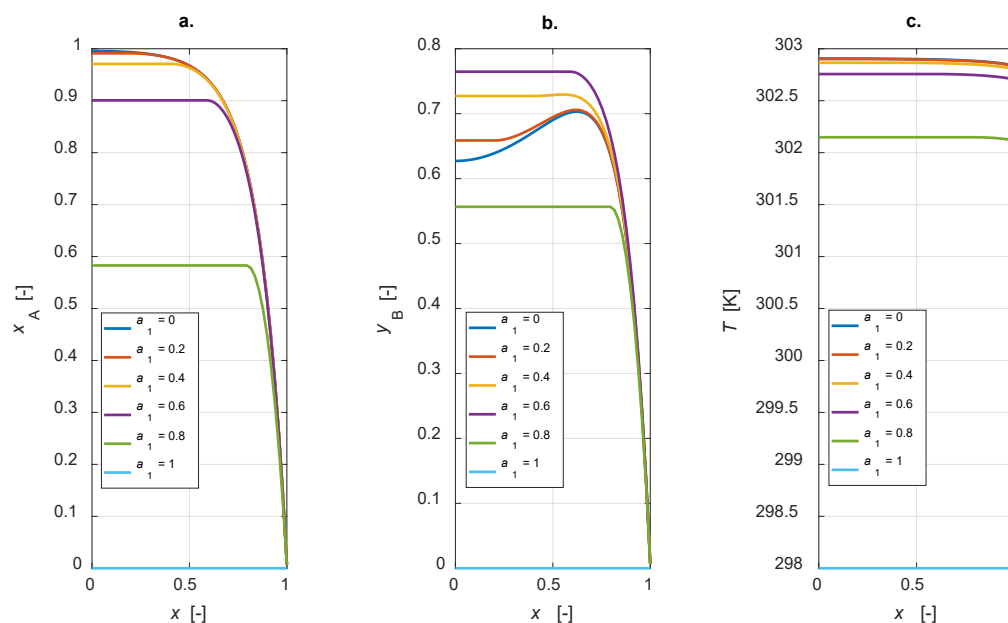 a.
1
0.9
0.8
0.7
0.6
0.5
0.4
0.3
0.2
0.1
0
0
0.5
1
x [-]
x A [-]
a 1 = 0
a 1 = 0.2
a 1 = 0.4
a 1 = 0.6
a 1 = 0.8
a 1 = 1
b.
0.8
0.7
0.6
0.5
0.4
0.3
0.2
0.1
0
0
0.5
1
x [-]
y B [-]
a 1 = 0
a 1 = 0.2
a 1 = 0.4
a 1 = 0.6
a 1 = 0.8
a 1 = 1
c.
303
302.5
302
301.5
301
300.5
300
299.5
299
298.5
298
0
0.5
x [-]
T [K]
a 1 = 0
a 1 = 0.2
a 1 = 0.4
a 1 = 0.6
a 1 = 0.8
a 1 = 1